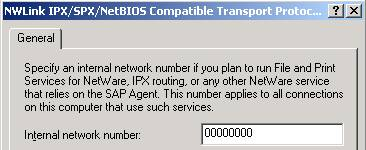 NWLink IPX/SPX/NetBIOS Compatible Transport Protoc... ? X
General
Specify an internal network number if you plan to run File and Print
Services for NetWare, IPX routing, or any other NetWare service
that relies on the SAP Agent. This number applies to all connections
on this computer that use such services.
Internal network number: 00000000